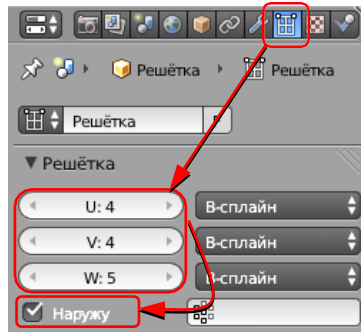 Решётка Решётка
Решётка
Решётка
U: 4 В-сплайн
V: 4 В-сплайн
W: 5 В-сплайн
Наружу